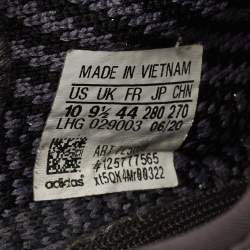 MADE IN VIETNAM
US UK FR JP CHN
10 9½ 44 280 270
LHG 029003 06/20
#125777565
adidas